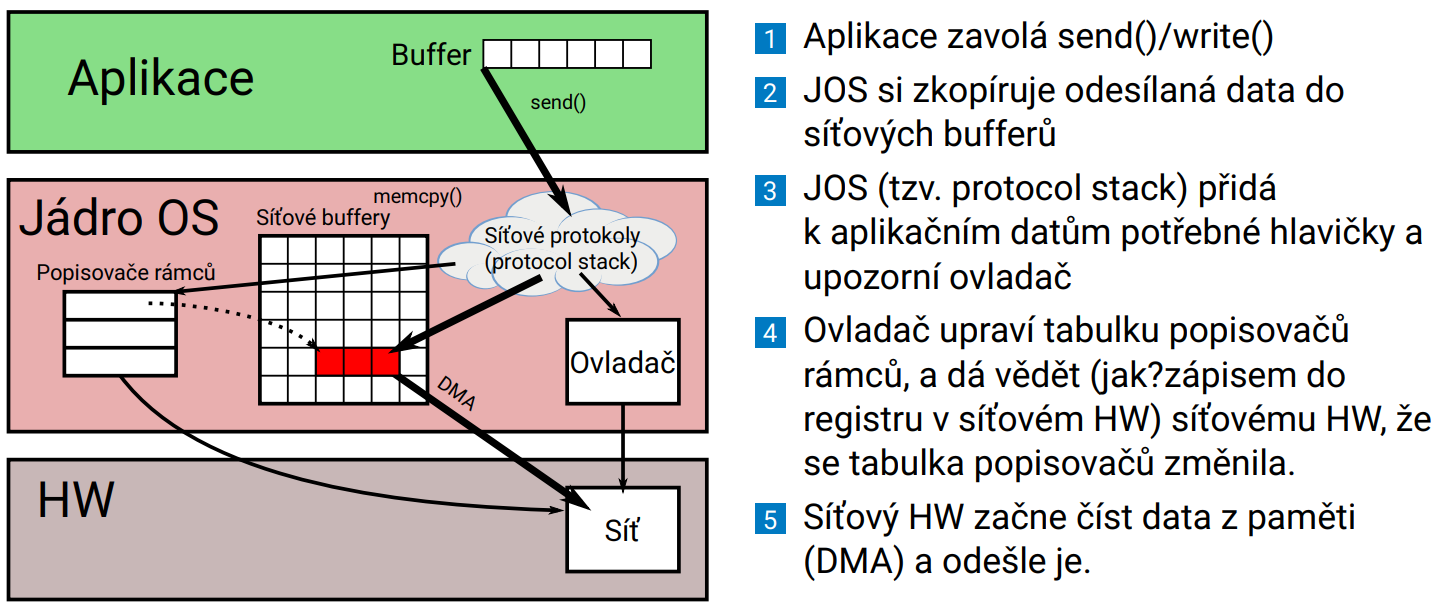 Aplikace
Buffer
send()
Jádro OS
memcpy()
Síťové buffery
Síťové protokoly
(protocol stack)
Popisovače rámců
Ovladač
DMA
HW
Síť
1 Aplikace zavolá send()/write()
2 JOS si zkopíruje odesílaná data do
síťových bufferů
3 JOS (tzv. protocol stack) přidá
k aplikačním datům potřebné hlavičky a
upozorní ovladač
4 Ovladač upraví tabulku popisovačů
rámců, a dá vědět (jak?zápisem do
registru v síťovém HW) síťovému HW, že
se tabulka popisovačů změnila.
5 Síťový HW začne číst data z paměti
(DMA) a odešle je.